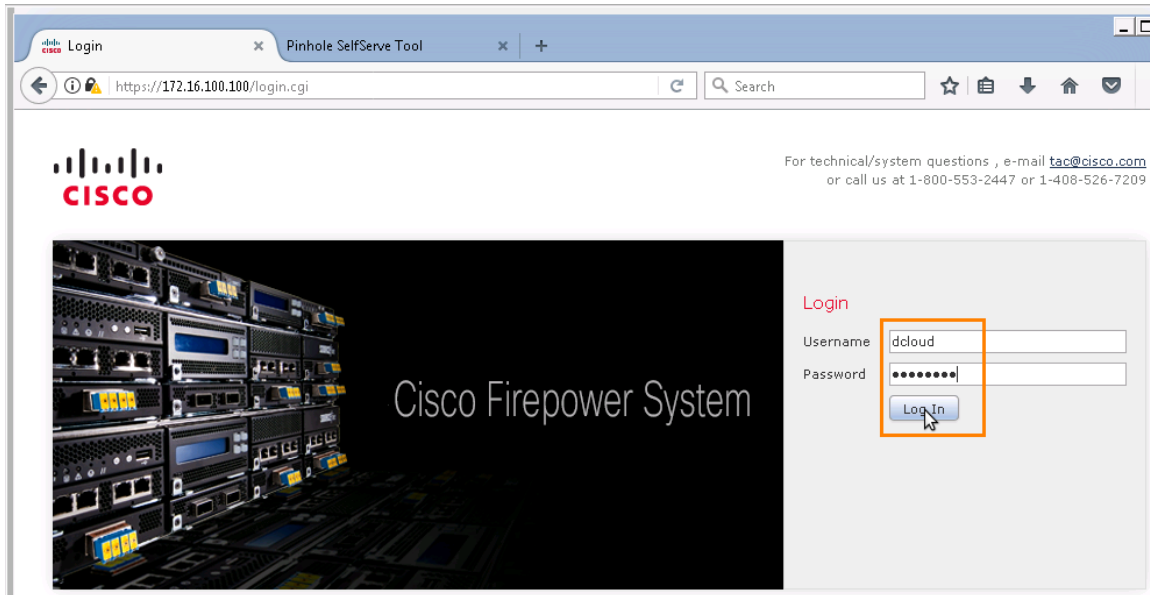 Login
Pinhole SelfServe Tool
https://172.16.100.100/login.cgi
Search
CISCO
For technical/system questions , e-mail tac@cisco.com
or call us at 1-800-553-2447 or 1-408-526-7209
Cisco Firepower System
Login
Username dcloud
Password ••••••••
Log In